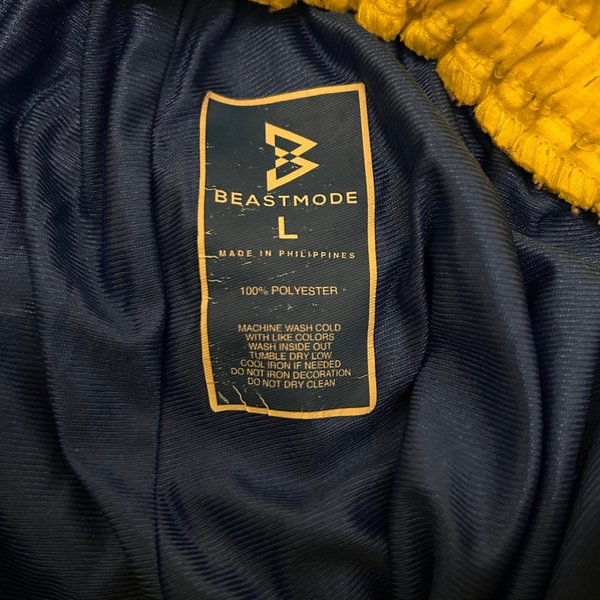 BEASTMODE
L
MADE IN PHILIPPINES
100% POLYESTER
MACHINE WASH COLD
WITH LIKE COLORS
WASH INSIDE OUT
TUMBLE DRY LOW
COOL IRON IF NEEDED
DO NOT IRON DECORATION
DO NOT DRY CLEAN